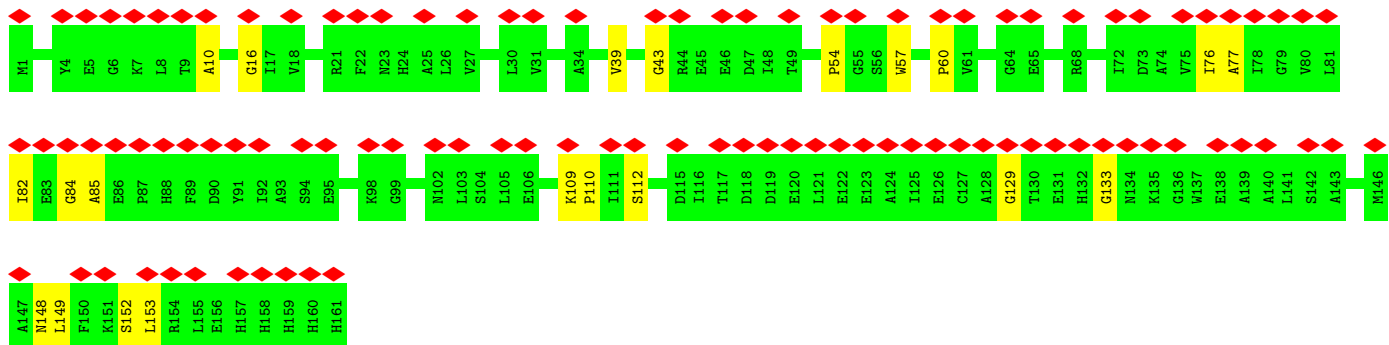 M1 Y4 E5 G6 K7 L8 T9 A10 G16 I17 V18 R21 F22 N23 H24 A25 L26 V27 L30 V31 A34 V39 G43 R44 E45 E46 D47 I48 T49 P54 G55 S56 W57 P60 V61 G64 E65 R68 I72 D73 A74 V75 I76 A77 I78 G79 V80 L81
I82 E83 G84 A85 E86 P87 H88 F89 D90 Y91 I92 A93 S94 E95 K98 G99 N102 L103 S104 L105 E106 K109 P110 I111 S112 D115 I116 T117 D118 D119 E120 L121 E122 E123 A124 I125 E126 C127 A128 G129 T130 E131 H132 G133 N134 K135 G136 W137 E138 A139 A140 L141 S142 A143 M146
A147 N148 L149 F150 K151 S152 L153 R154 L155 E156 H157 H158 H159 H160 H161